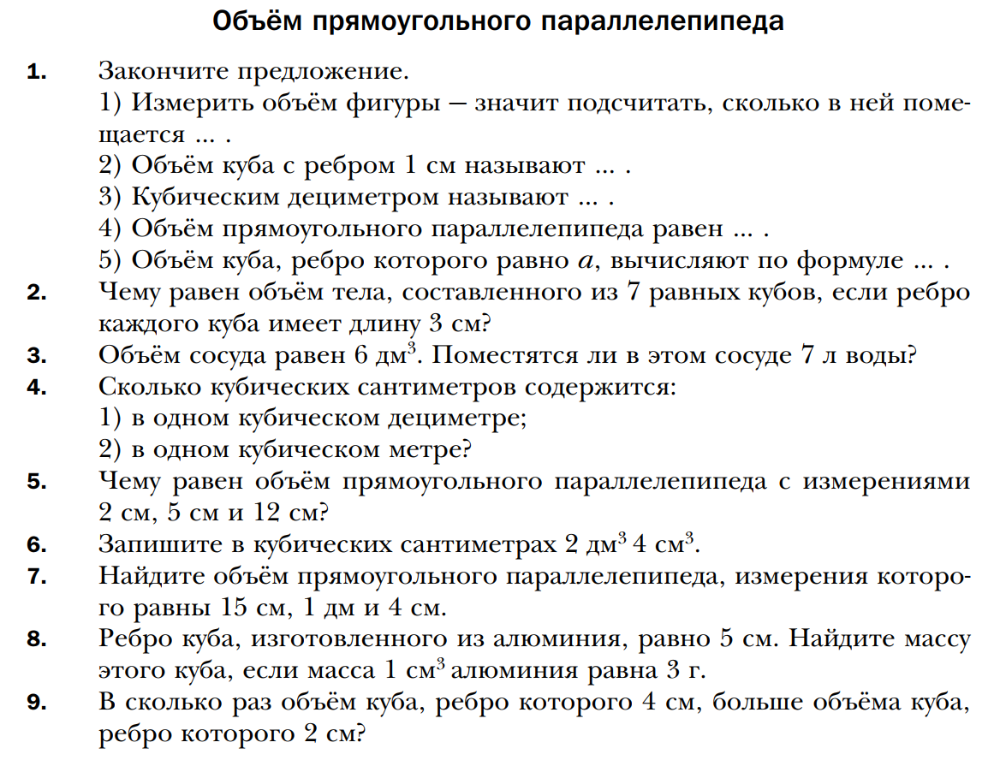 Объём прямоугольного параллелепипеда
1. Закончите предложение.
1) Измерить объём фигуры — значит подсчитать, сколько в ней поме-
щается ... .
2) Объём куба с ребром 1 см называют ... .
3) Кубическим дециметром называют ... .
4) Объём прямоугольного параллелепипеда равен ... .
5) Объём куба, ребро которого равно a, вычисляют по формуле ... .
2. Чему равен объём тела, составленного из 7 равных кубов, если ребро
каждого куба имеет длину 3 см?
3. Объём сосуда равен 6 дм³. Поместятся ли в этом сосуде 7 л воды?
4. Сколько кубических сантиметров содержится:
1) в одном кубическом дециметре;
2) в одном кубическом метре?
5. Чему равен объём прямоугольного параллелепипеда с измерениями
2 см, 5 см и 12 см?
6. Запишите в кубических сантиметрах 2 дм³ 4 см³.
7. Найдите объём прямоугольного параллелепипеда, измерения которо-
го равны 15 см, 1 дм и 4 см.
8. Ребро куба, изготовленного из алюминия, равно 5 см. Найдите массу
этого куба, если масса 1 см³ алюминия равна 3 г.
9. В сколько раз объём куба, ребро которого 4 см, больше объёма куба,
ребро которого 2 см?